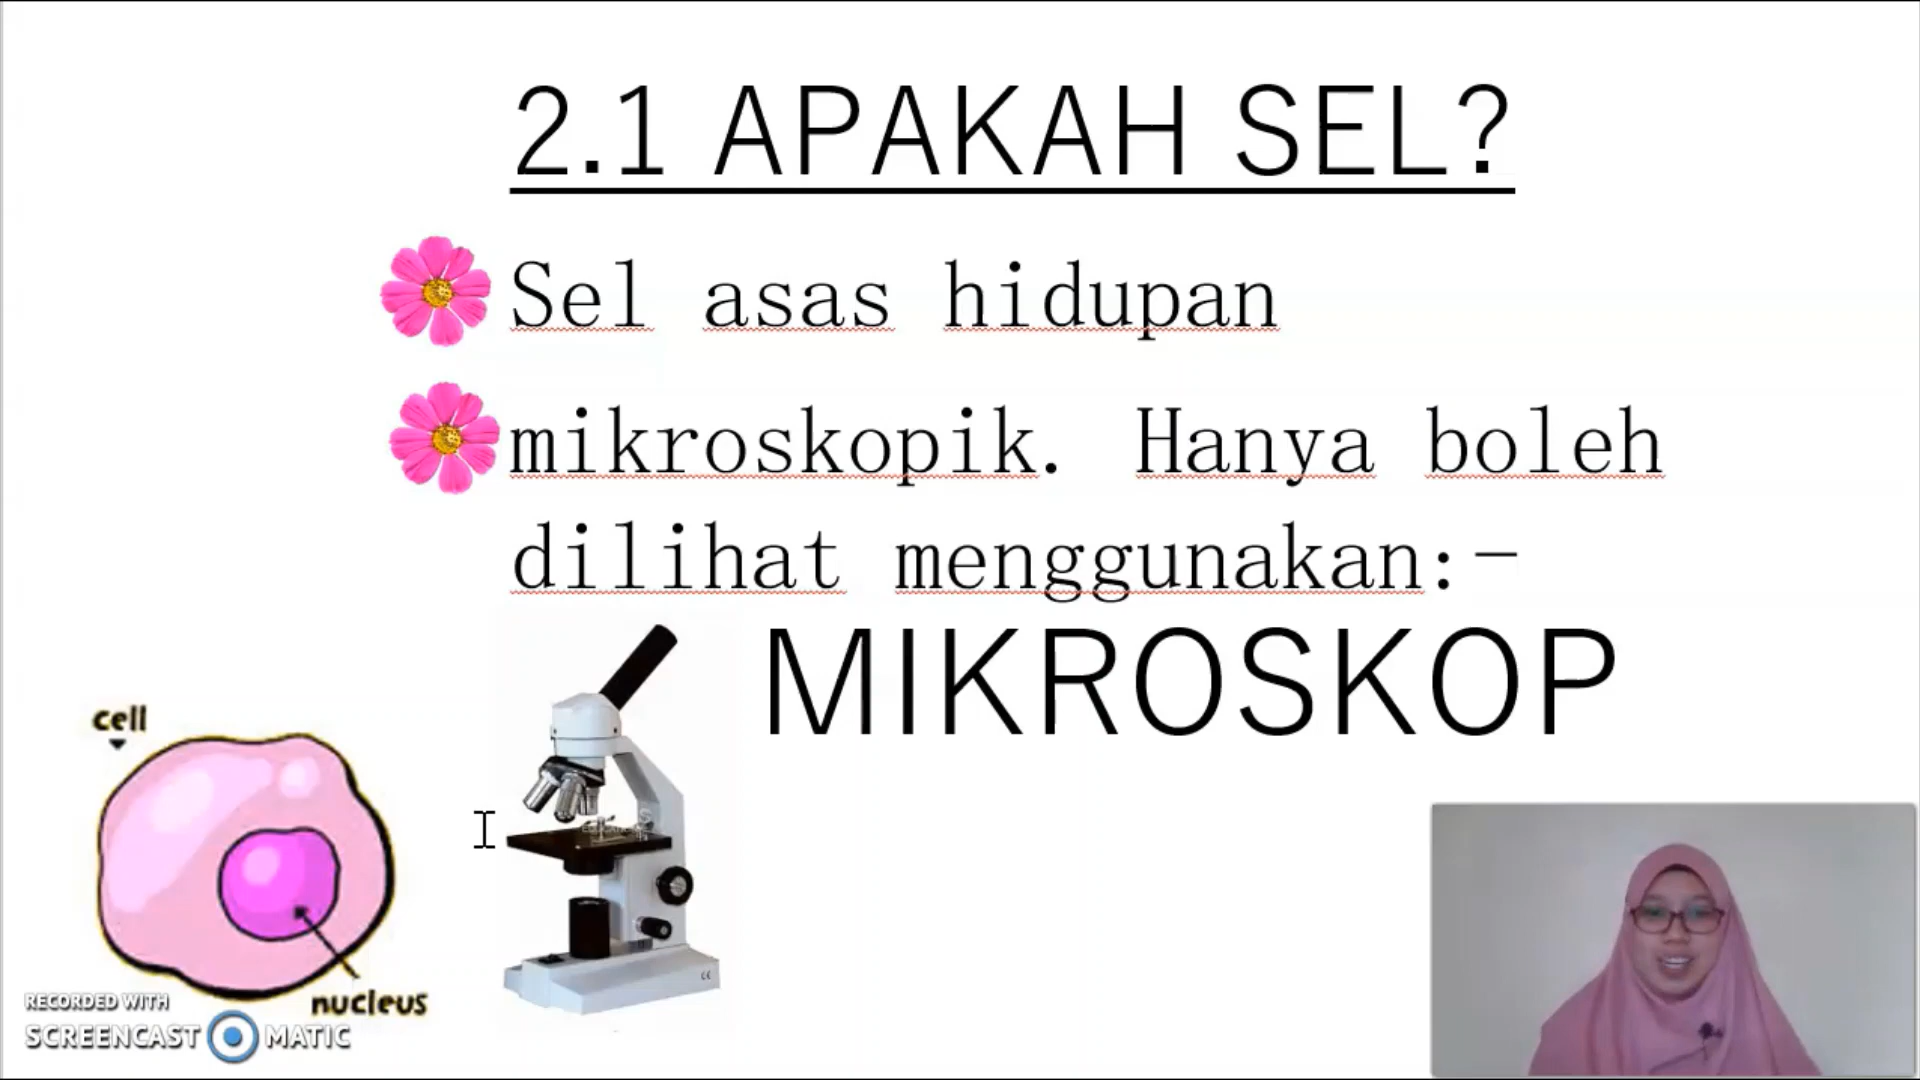 2.1 APAKAH SEL?
Sel asas hidupan
mikroskopik. Hanya boleh
dilihat menggunakan:-
MIKROSKOP
cell
nucleus
RECORDED WITH
SCREENCAST MATIC